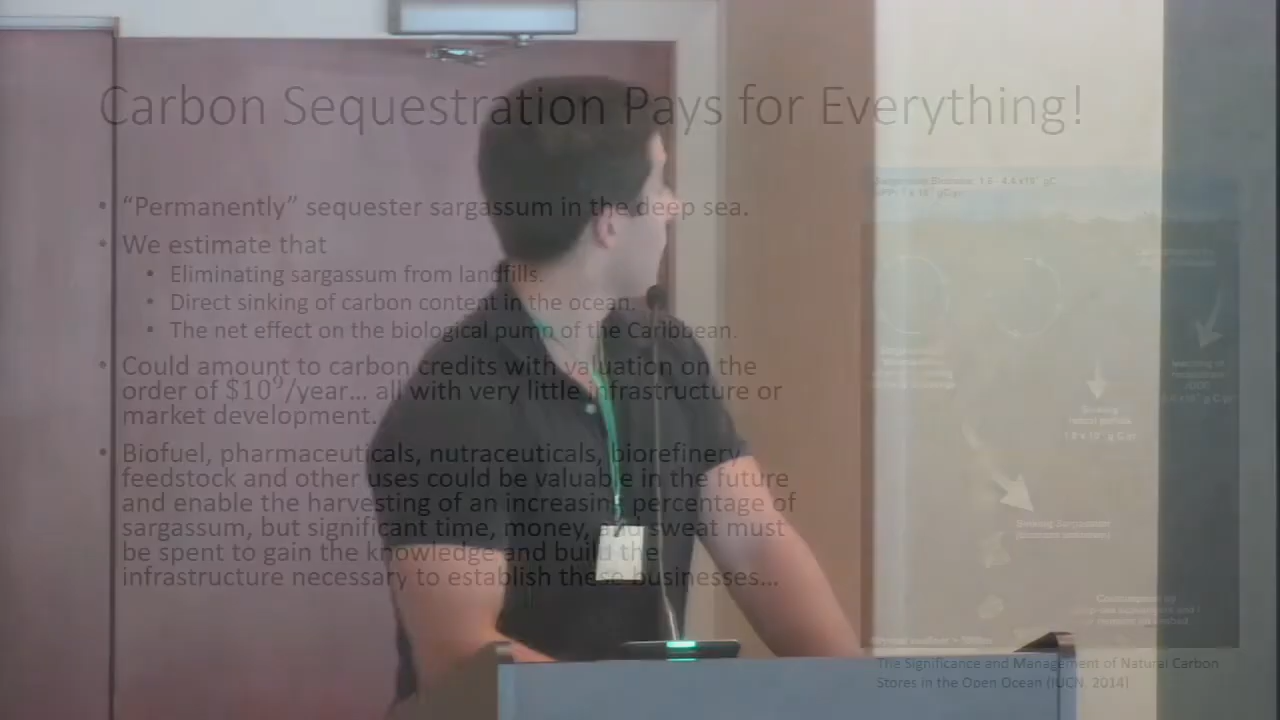 Carbon Sequestration Pays for Everything!
• “Permanently” sequester sargassum in the deep sea.
• We estimate that
• Eliminating sargassum from landfills.
• Direct sinking of carbon content in the ocean.
• The net effect on the biological pump of the Caribbean.
• Could amount to carbon credits with valuation on the
order of $10⁹/year... all with very little infrastructure or
market development.
• Biofuel, pharmaceuticals, nutraceuticals, biorefinery
feedstock and other uses could be valuable in the future
and enable the harvesting of an increasing percentage of
sargassum, but significant time, money, and sweat must
be spent to gain the knowledge and build the
infrastructure necessary to establish these businesses...
Sinking Sargassum
The Significance and Management of Natural Carbon
Stores in the Open Ocean (IUCN, 2014)